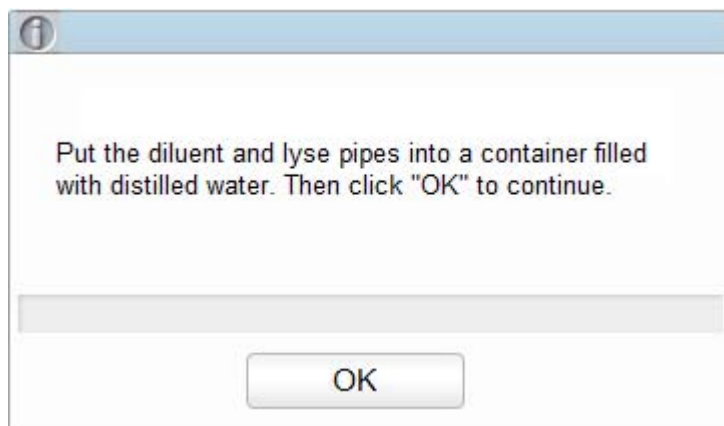 Put the diluent and lyse pipes into a container filled
with distilled water. Then click "OK" to continue.
OK